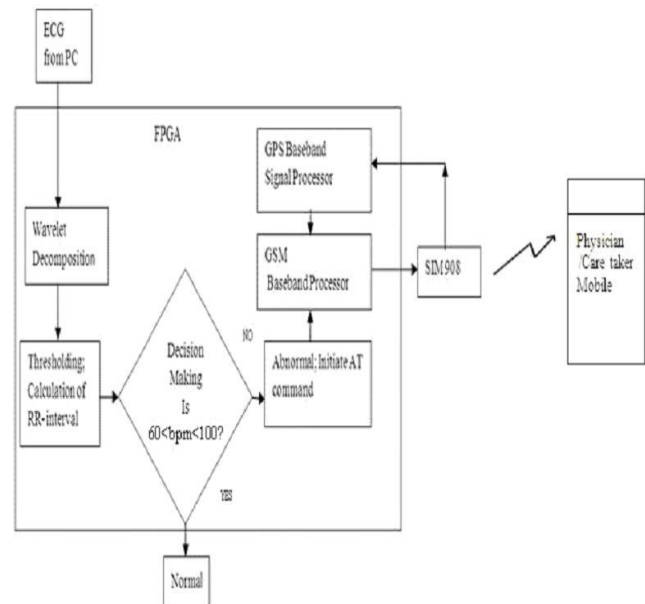 ECG
from PC
FPGA
Wavelet
Decomposition
Thresholding;
Calculation of
RR-interval
Decision
Making
Is
60<bpm<100?
NO
YES
Normal
Abnormal; Initiate AT
command
GSM
Baseband Processor
GPS Baseband
Signal Processor
SIM 908
Physician
/Care taker
Mobile